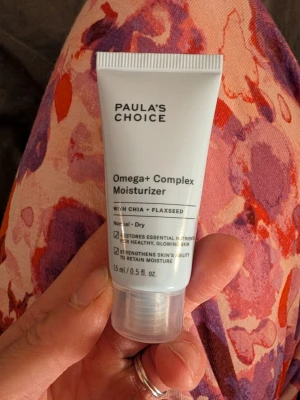 PAULA'S
CHOICE
Omega+ Complex
Moisturizer
WITH CHIA + FLAXSEED
Normal - Dry
RESTORES ESSENTIAL NUTRIENTS
FOR HEALTHY, GLOWING SKIN
STRENGTHENS SKIN'S ABILITY
TO RETAIN MOISTURE
15 ml / 0.5 fl. oz.